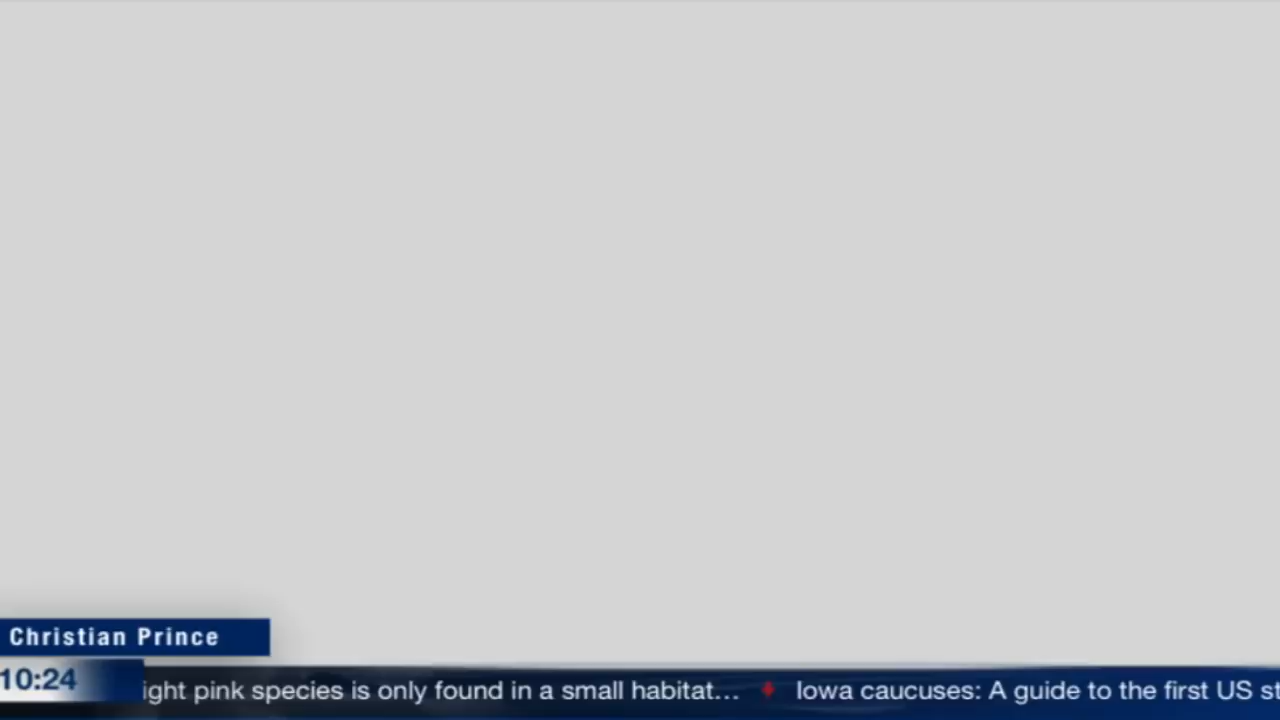 Christian Prince
10:24
ight pink species is only found in a small habitat... ♦ Iowa caucuses: A guide to the first US st